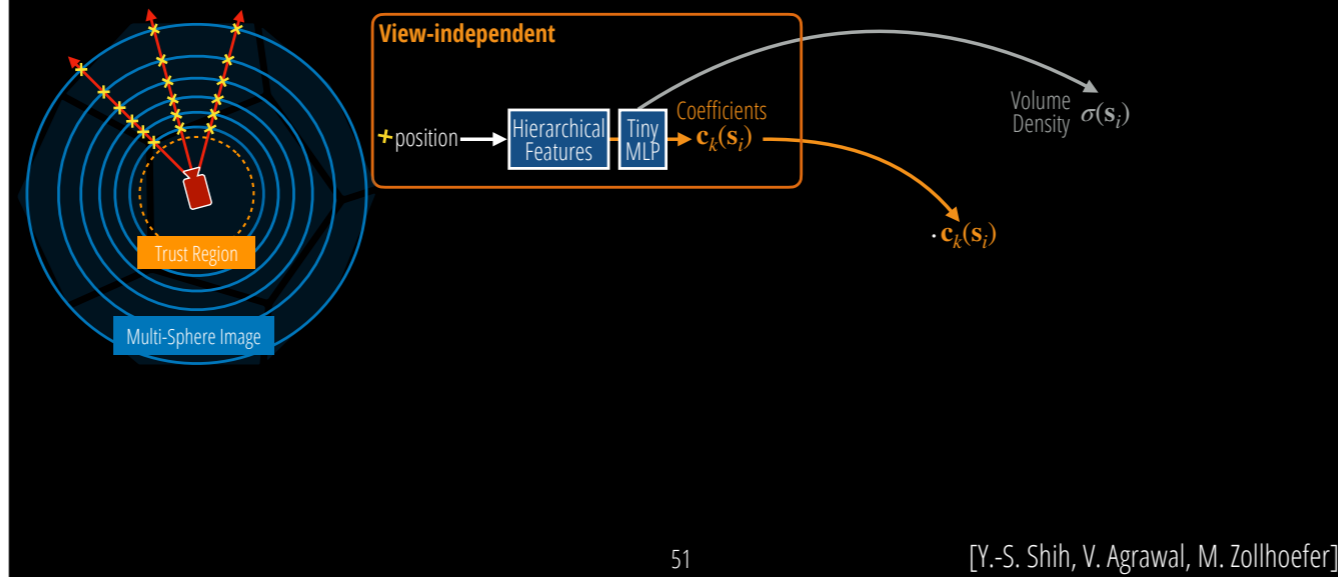 View-independent
+position
Hierarchical
Features
Tiny
MLP
Coefficients
𝐜ₖ(𝐬ᵢ)
Volume
Density
σ(𝐬ᵢ)
· 𝐜ₖ(𝐬ᵢ)
Trust Region
Multi-Sphere Image
51
[Y.-S. Shih, V. Agrawal, M. Zollhoefer]